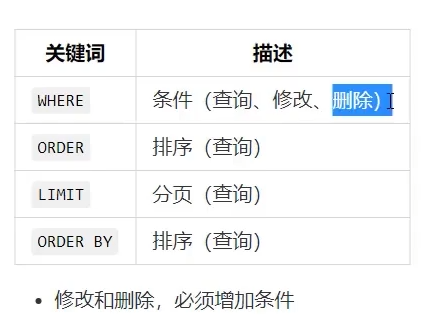 关键词 描述
WHERE 条件（查询、修改、删除）
ORDER 排序（查询）
LIMIT 分页（查询）
ORDER BY 排序（查询）
• 修改和删除，必须增加条件